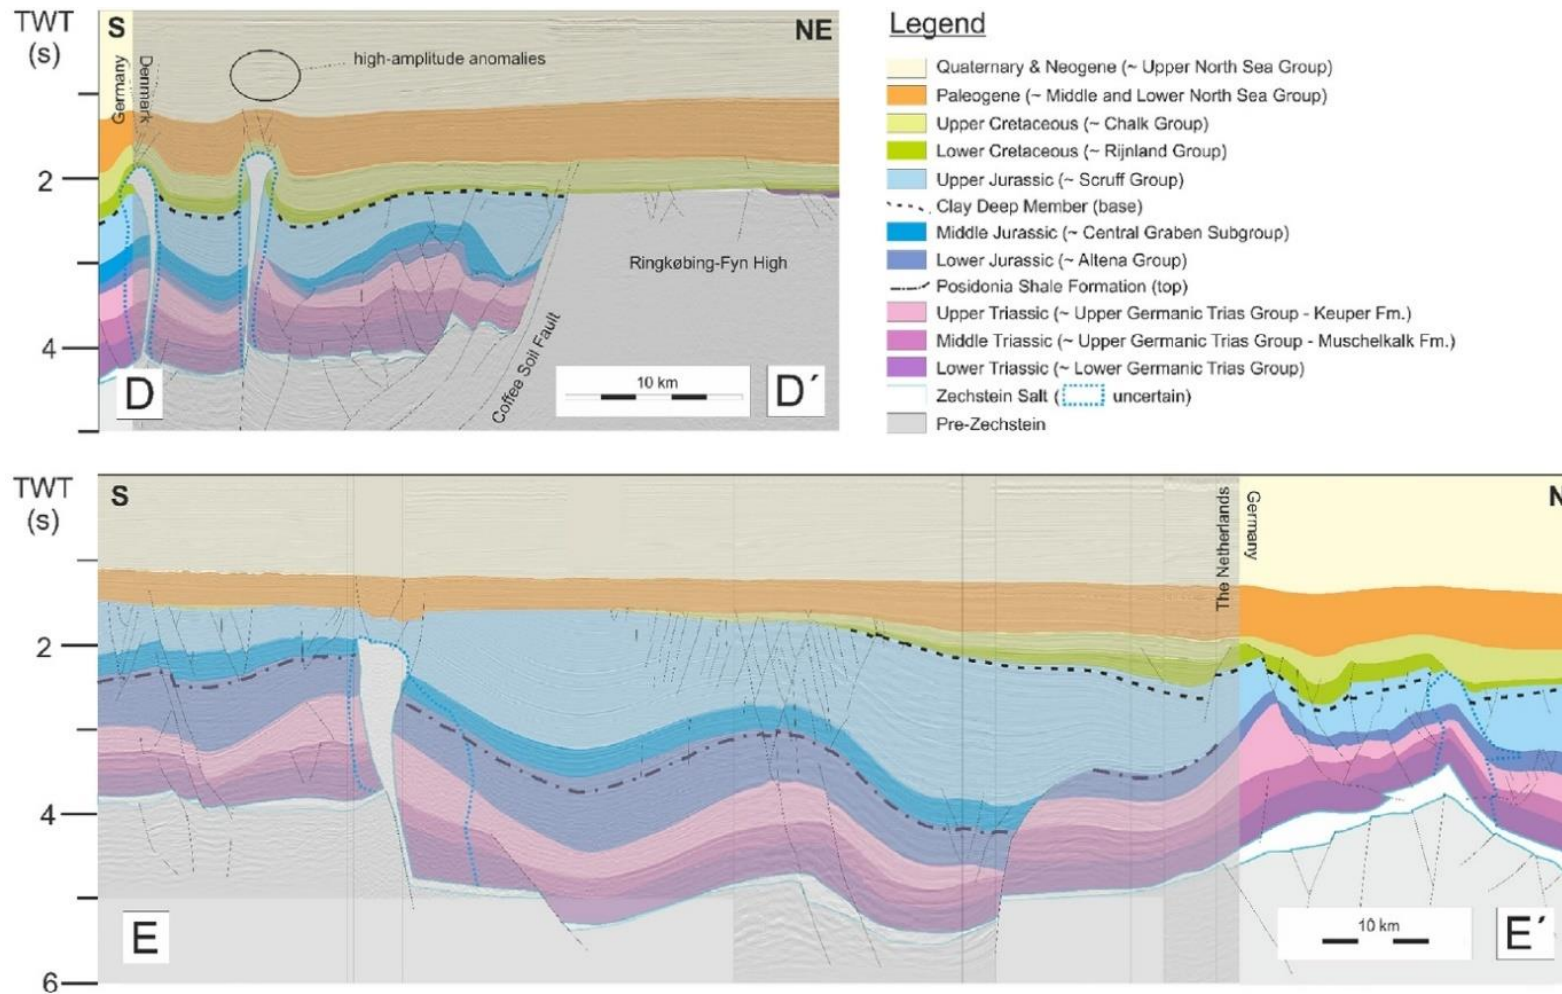 TWT
(s)
S
NE
Germany
Denmark
high-amplitude anomalies
2
4
Ringkøbing-Fyn High
Coffee Soil Fault
10 km
D
D´
Legend
Quaternary & Neogene (~ Upper North Sea Group)
Paleogene (~ Middle and Lower North Sea Group)
Upper Cretaceous (~ Chalk Group)
Lower Cretaceous (~ Rijnland Group)
Upper Jurassic (~ Scruff Group)
Clay Deep Member (base)
Middle Jurassic (~ Central Graben Subgroup)
Lower Jurassic (~ Altena Group)
Posidonia Shale Formation (top)
Upper Triassic (~ Upper Germanic Trias Group - Keuper Fm.)
Middle Triassic (~ Upper Germanic Trias Group - Muschelkalk Fm.)
Lower Triassic (~ Lower Germanic Trias Group)
Zechstein Salt ( uncertain)
Pre-Zechstein
TWT
(s)
S
N
The Netherlands
Germany
2
4
6
10 km
E
E´